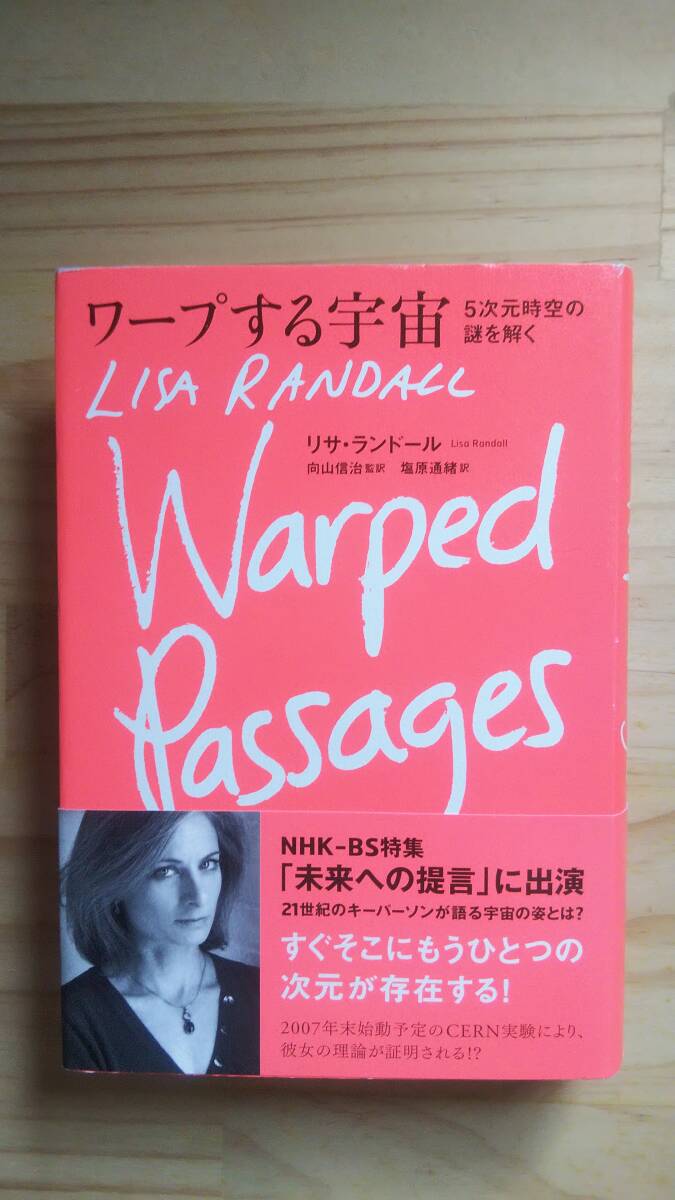 ワープする宇宙
5次元時空の
謎を解く
LISA RANDALL
リサ・ランドール Lisa Randall
向山信治 監訳 塩原通緒 訳
Warped
Passages
NHK-BS特集
「未来への提言」に出演
21世紀のキーパーソンが語る宇宙の姿とは?
すぐそこにもうひとつの
次元が存在する!
2007年末始動予定のCERN実験により、
彼女の理論が証明される!?